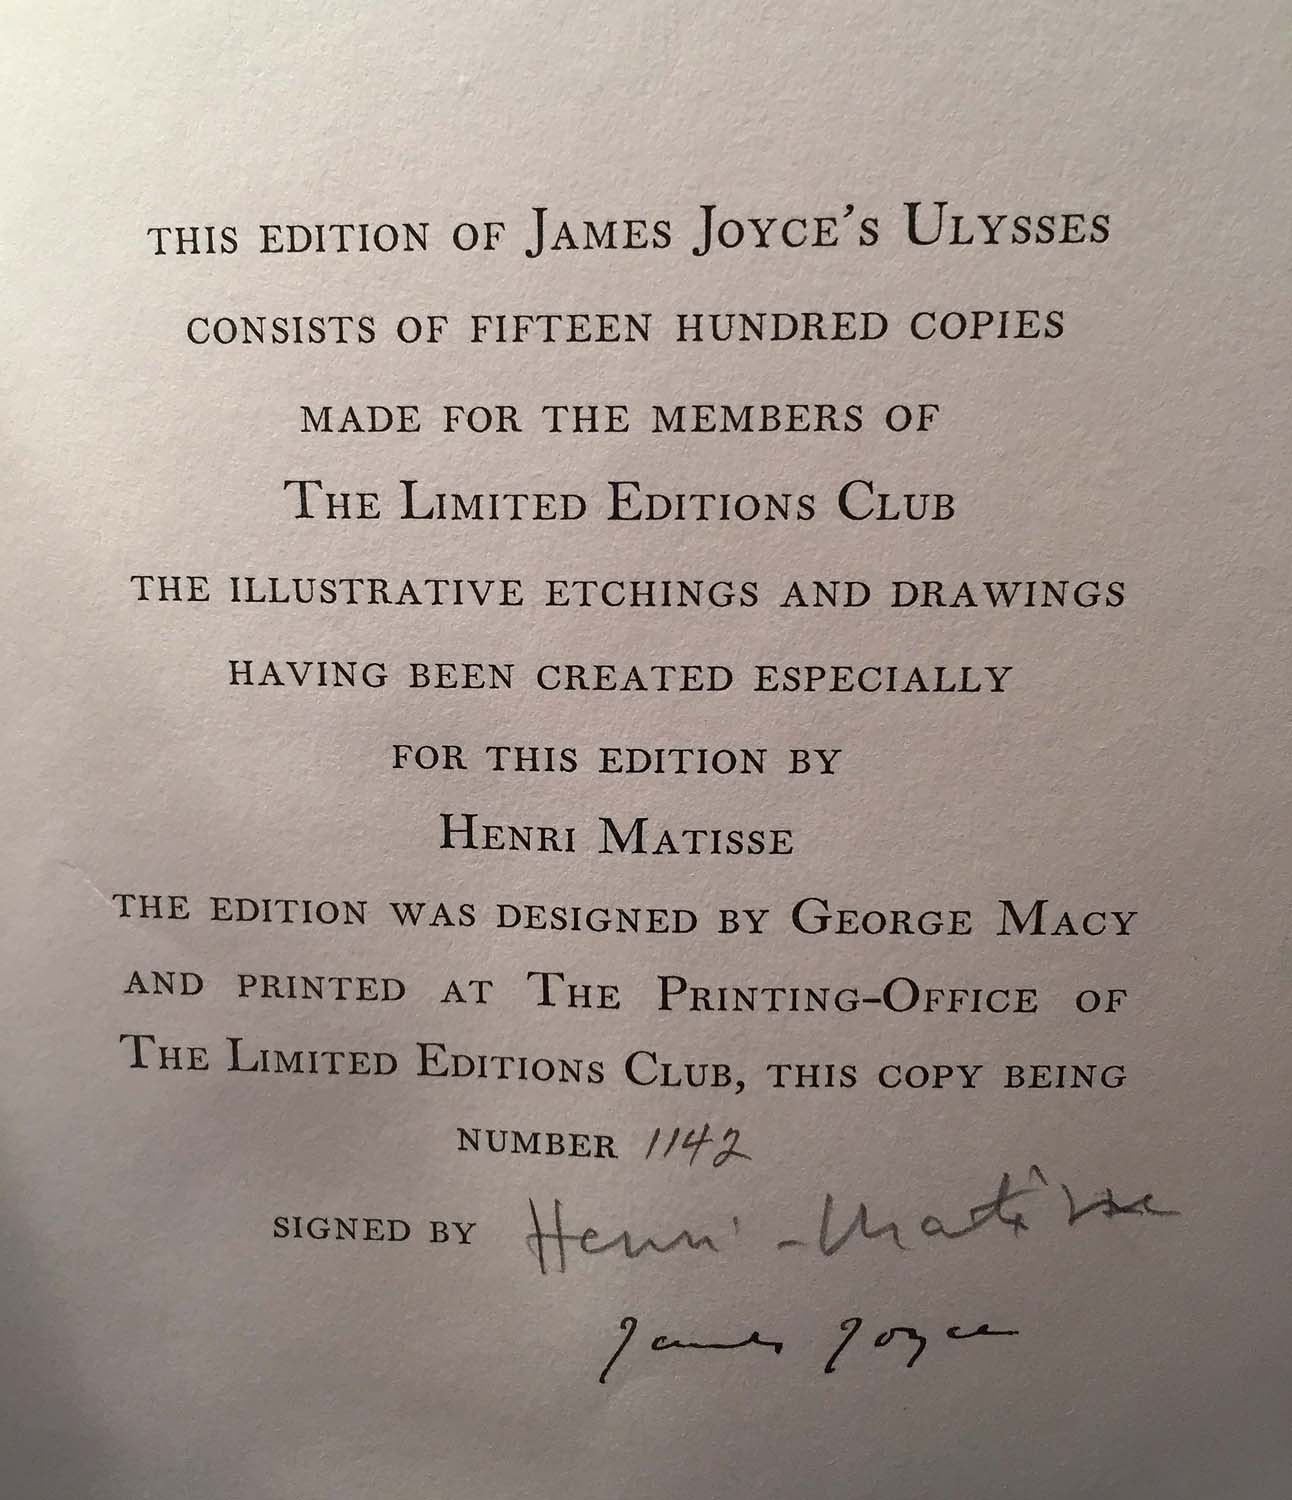 THIS EDITION OF JAMES JOYCE'S ULYSSES
CONSISTS OF FIFTEEN HUNDRED COPIES
MADE FOR THE MEMBERS OF
THE LIMITED EDITIONS CLUB
THE ILLUSTRATIVE ETCHINGS AND DRAWINGS
HAVING BEEN CREATED ESPECIALLY
FOR THIS EDITION BY
HENRI MATISSE
THE EDITION WAS DESIGNED BY GEORGE MACY
AND PRINTED AT THE PRINTING-OFFICE OF
THE LIMITED EDITIONS CLUB, THIS COPY BEING
NUMBER 1142
SIGNED BY Henri-Matisse
James Joyce